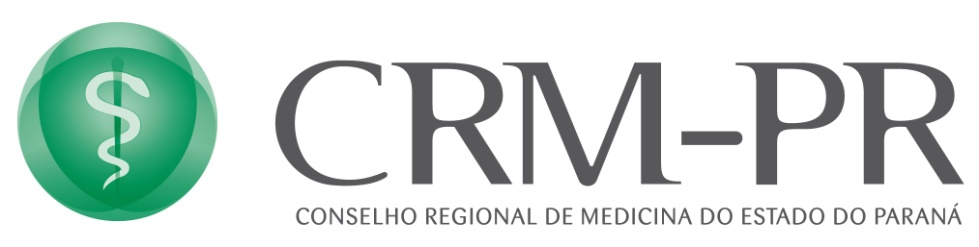 CRM-PR
CONSELHO REGIONAL DE MEDICINA DO ESTADO DO PARANÁ